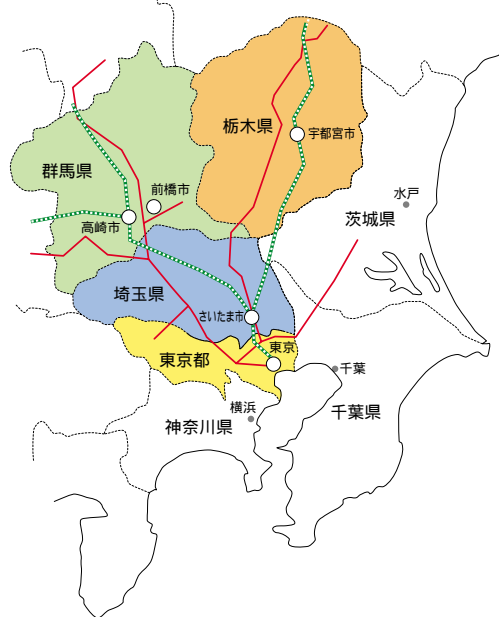 栃木県
宇都宮市
群馬県
前橋市
水戸
茨城県
高崎市
埼玉県
さいたま市
東京
東京都
千葉
横浜
千葉県
神奈川県